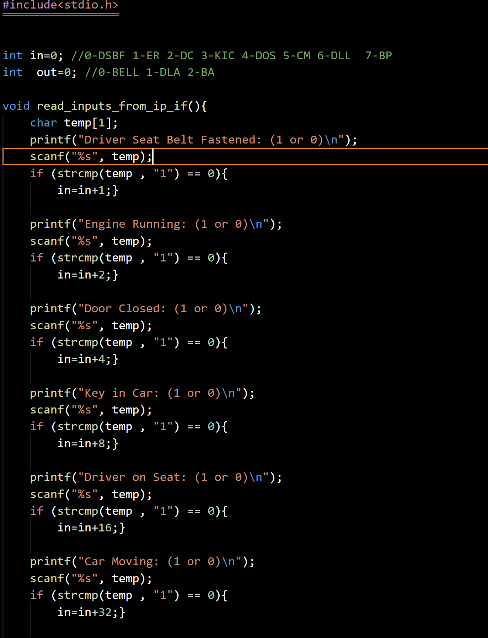 #include<stdio.h>
int in=0; //0-DSBF 1-ER 2-DC 3-KIC 4-DOS 5-CM 6-DLL  7-BP
int  out=0; //0-BELL 1-DLA 2-BA
void read_inputs_from_ip_if(){
    char temp[1];
    printf("Driver Seat Belt Fastened: (1 or 0)\n");
    scanf("%s", temp);
    if (strcmp(temp , "1") == 0){
        in=in+1;}
    printf("Engine Running: (1 or 0)\n");
    scanf("%s", temp);
    if (strcmp(temp , "1") == 0){
        in=in+2;}
    printf("Door Closed: (1 or 0)\n");
    scanf("%s", temp);
    if (strcmp(temp , "1") == 0){
        in=in+4;}
    printf("Key in Car: (1 or 0)\n");
    scanf("%s", temp);
    if (strcmp(temp , "1") == 0){
        in=in+8;}
    printf("Driver on Seat: (1 or 0)\n");
    scanf("%s", temp);
    if (strcmp(temp , "1") == 0){
        in=in+16;}
    printf("Car Moving: (1 or 0)\n");
    scanf("%s", temp);
    if (strcmp(temp , "1") == 0){
        in=in+32;}